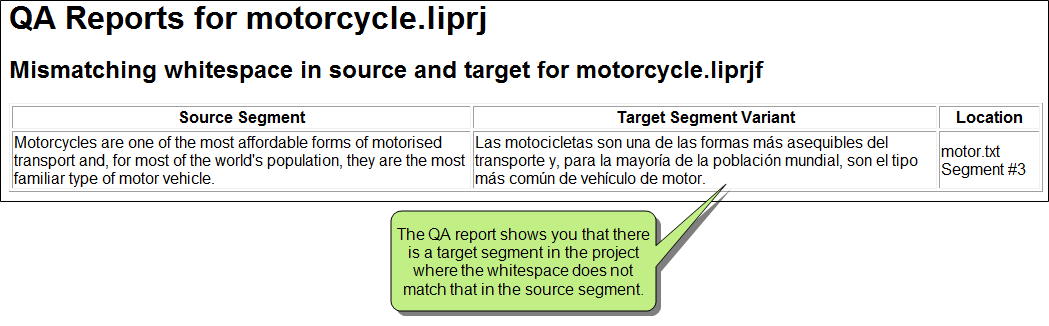 QA Reports for motorcycle.liprj
Mismatching whitespace in source and target for motorcycle.liprjf
Source Segment Target Segment Variant Location
Motorcycles are one of the most affordable forms of motorised
transport and, for most of the world's population, they are the most
familiar type of motor vehicle.
Las motocicletas son una de las formas más asequibles del
transporte y, para la mayoría de la población mundial, son el tipo
más común de vehículo de motor.
motor.txt
Segment #3
The QA report shows you that there
is a target segment in the project
where the whitespace does not
match that in the source segment.